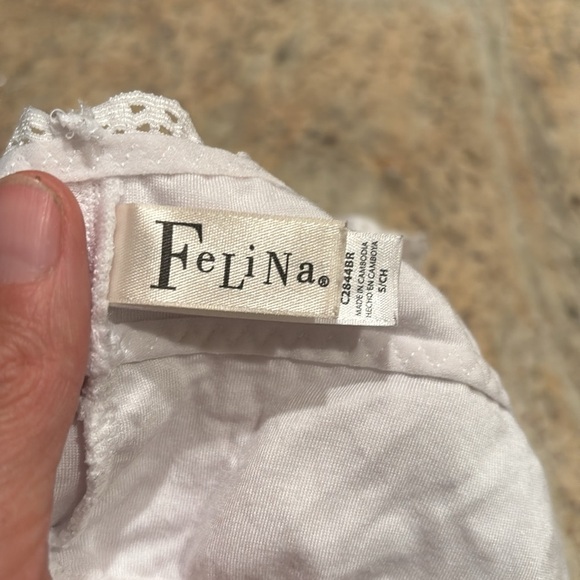 FeLiNa®
C2844BR
MADE IN CAMBODIA
HECHO EN CAMBOYA
S/CH